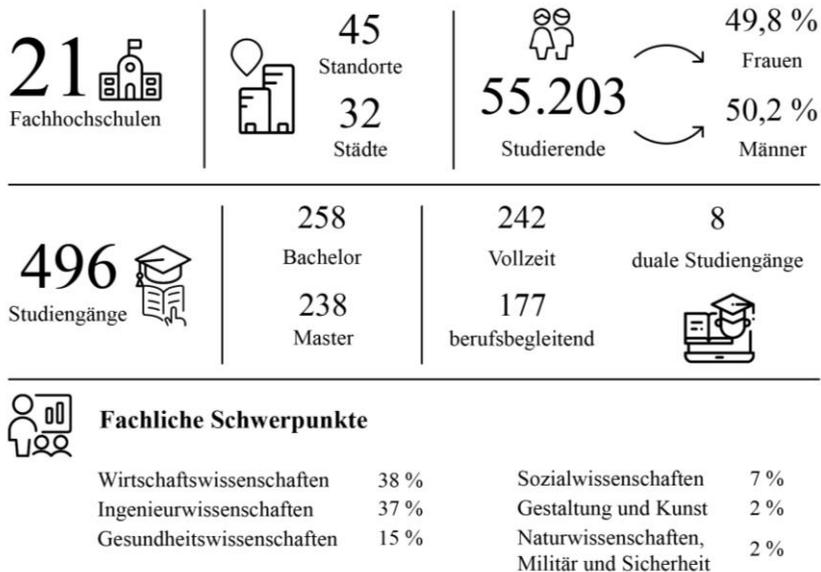 21
Fachhochschulen
45
Standorte
32
Städte
55.203
Studierende
49,8 %
Frauen
50,2 %
Männer
496
Studiengänge
258
Bachelor
238
Master
242
Vollzeit
177
berufsbegleitend
8
duale Studiengänge
Fachliche Schwerpunkte
Wirtschaftswissenschaften 38 %
Ingenieurwissenschaften 37 %
Gesundheitswissenschaften 15 %
Sozialwissenschaften 7 %
Gestaltung und Kunst 2 %
Naturwissenschaften,
Militär und Sicherheit 2 %